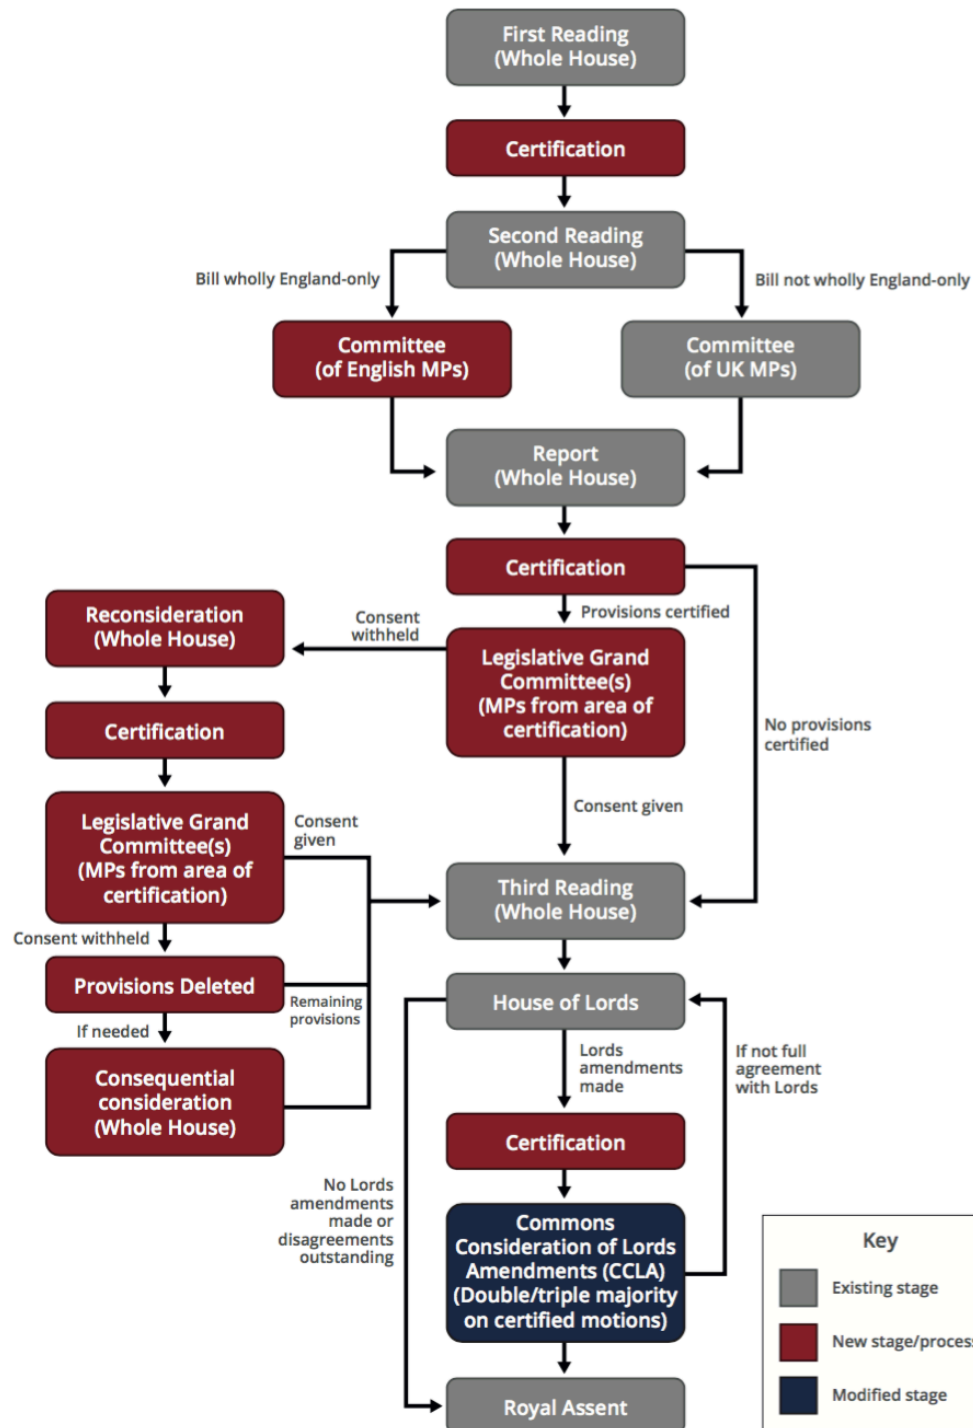 First Reading
(Whole House)
Certification
Second Reading
(Whole House)
Bill wholly England-only
Bill not wholly England-only
Committee
(of English MPs)
Committee
(of UK MPs)
Report
(Whole House)
Certification
Provisions certified
No provisions
certified
Consent
withheld
Reconsideration
(Whole House)
Legislative Grand
Committee(s)
(MPs from area of
certification)
Consent given
Certification
Legislative Grand
Committee(s)
(MPs from area of
certification)
Consent
given
Consent withheld
Provisions Deleted
Remaining
provisions
If needed
Consequential
consideration
(Whole House)
Third Reading
(Whole House)
House of Lords
Lords
amendments
made
If not full
agreement
with Lords
Certification
No Lords
amendments
made or
disagreements
outstanding
Commons
Consideration of Lords
Amendments (CCLA)
(Double/triple majority
on certified motions)
Royal Assent
Key
Existing stage
New stage/process
Modified stage